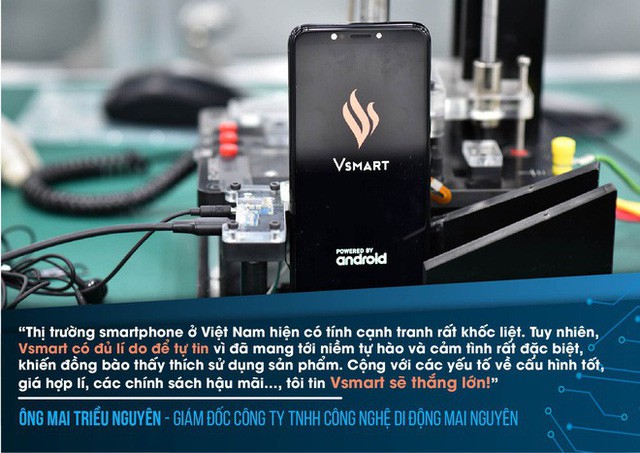 VSMART
POWERED BY
android
“Thị trường smartphone ở Việt Nam hiện có tính cạnh tranh rất khốc liệt. Tuy nhiên,
Vsmart có đủ lí do để tự tin vì đã mang tới niềm tự hào và cảm tình rất đặc biệt,
khiến đồng bào thấy thích sử dụng sản phẩm. Cộng với các yếu tố về cấu hình tốt,
giá hợp lí, các chính sách hậu mãi..., tôi tin Vsmart sẽ thắng lớn!”
ÔNG MAI TRIỀU NGUYÊN - GIÁM ĐỐC CÔNG TY TNHH CÔNG NGHỆ DI ĐỘNG MAI NGUYÊN